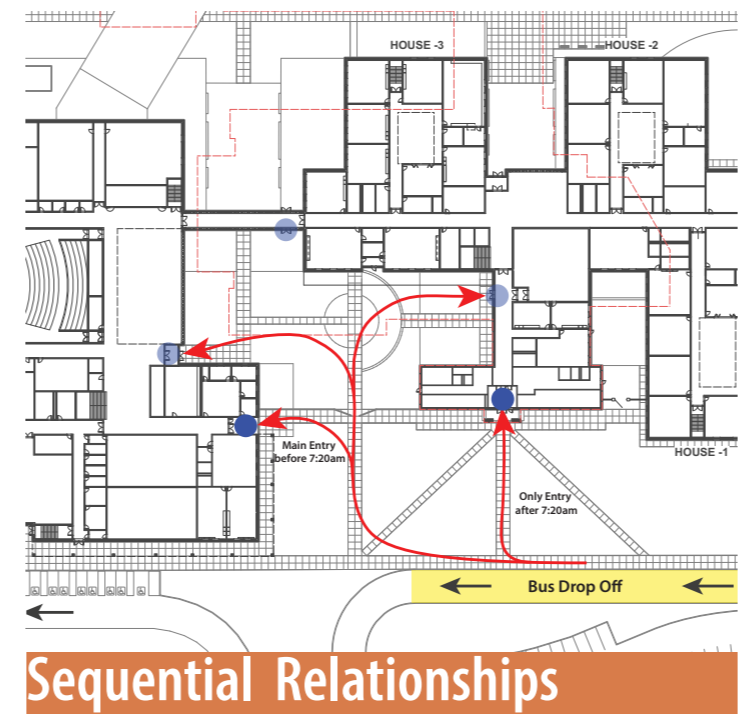 HOUSE -3
HOUSE -2
Main Entry
before 7:20am
HOUSE -1
Only Entry
after 7:20am
Bus Drop Off
Sequential Relationships